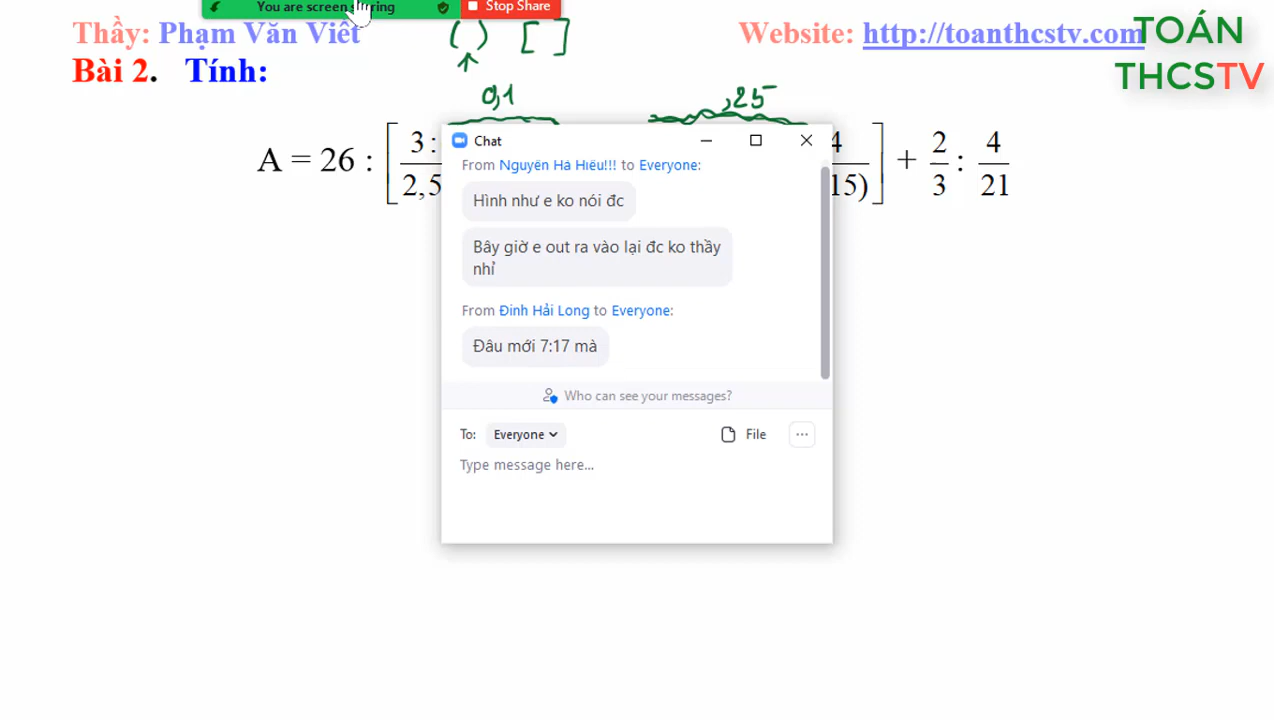 You are screen sharing
Stop Share
Thầy: Phạm Văn Viết
( ) [ ]
Website: http://toanthcstv.com
TOÁN
THCSTV
Bài 2. Tính:
0,1
,25
A = 26 : [ 3 : / 2,5 4 / 15) ] + 2/3 : 4/21
Chat
From Nguyễn Hà Hiếu!!! to Everyone:
Hình như e ko nói đc
Bây giờ e out ra vào lại đc ko thầy
nhỉ
From Đinh Hải Long to Everyone:
Đâu mới 7:17 mà
Who can see your messages?
To: Everyone
File
Type message here...